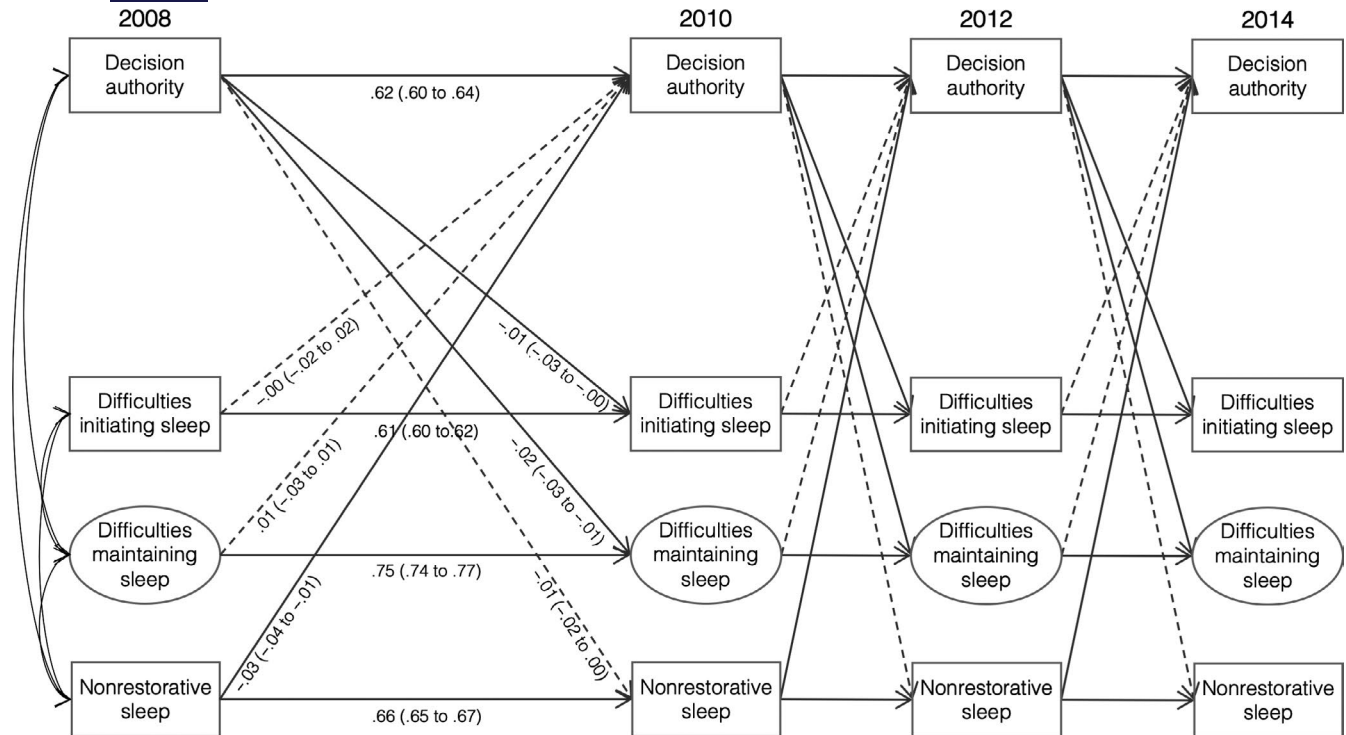 2008
2010
2012
2014
Decision
authority
Decision
authority
Decision
authority
Decision
authority
.62 (.60 to .64)
-.00 (-.02 to .02)
-.01 (-.03 to -.00)
Difficulties
initiating sleep
Difficulties
initiating sleep
Difficulties
initiating sleep
Difficulties
initiating sleep
.61 (.60 to.62)
.01 (-.03 to .01)
-.02 (-.03 to -.01)
Difficulties
maintaining
sleep
Difficulties
maintaining
sleep
Difficulties
maintaining
sleep
Difficulties
maintaining
sleep
.75 (.74 to .77)
-.03 (-.04 to -.01)
-.01 (-.02 to .00)
Nonrestorative
sleep
Nonrestorative
sleep
Nonrestorative
sleep
Nonrestorative
sleep
.66 (.65 to .67)